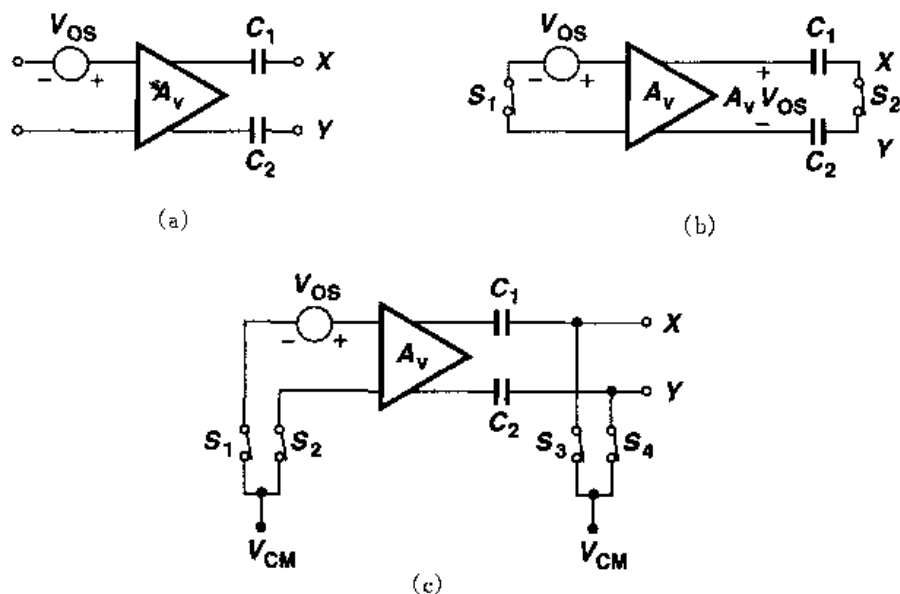 V_OS
− +
A_v
C_1
X
C_2
Y
(a)
V_OS
− +
S_1
A_v
+
A_v V_OS
−
C_1
X
S_2
C_2
Y
(b)
V_OS
− +
A_v
C_1
X
C_2
Y
S_1
S_2
S_3
S_4
V_CM
V_CM
(c)